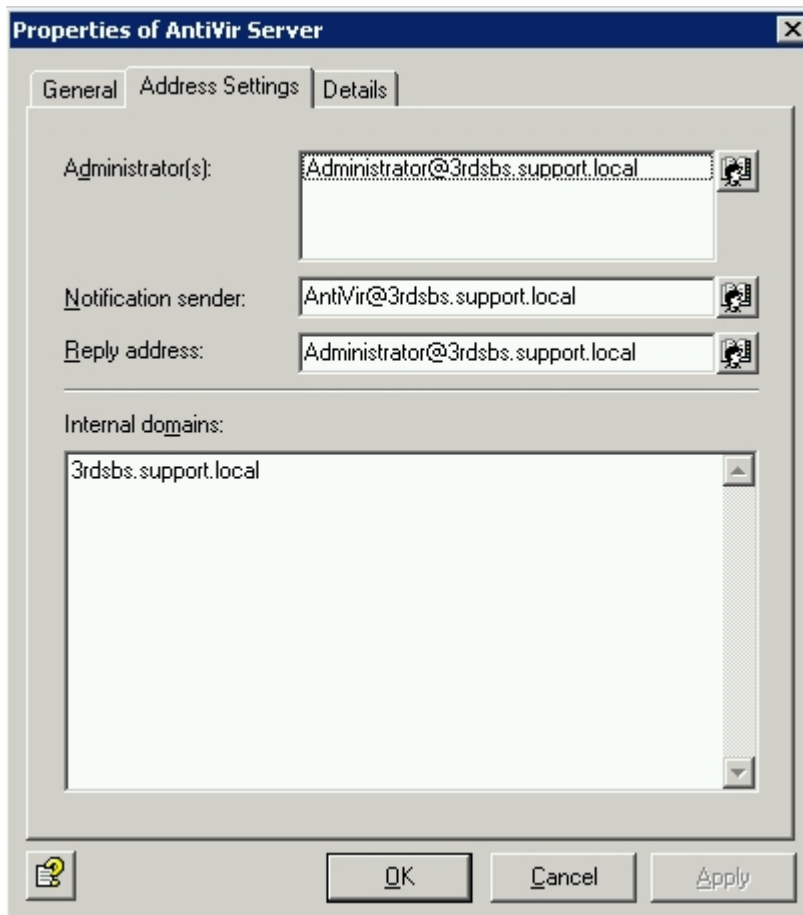 Properties of AntiVir Server
General Address Settings Details
Administrator(s): Administrator@3rdsbs.support.local
Notification sender: AntiVir@3rdsbs.support.local
Reply address: Administrator@3rdsbs.support.local
Internal domains:
3rdsbs.support.local
OK Cancel Apply